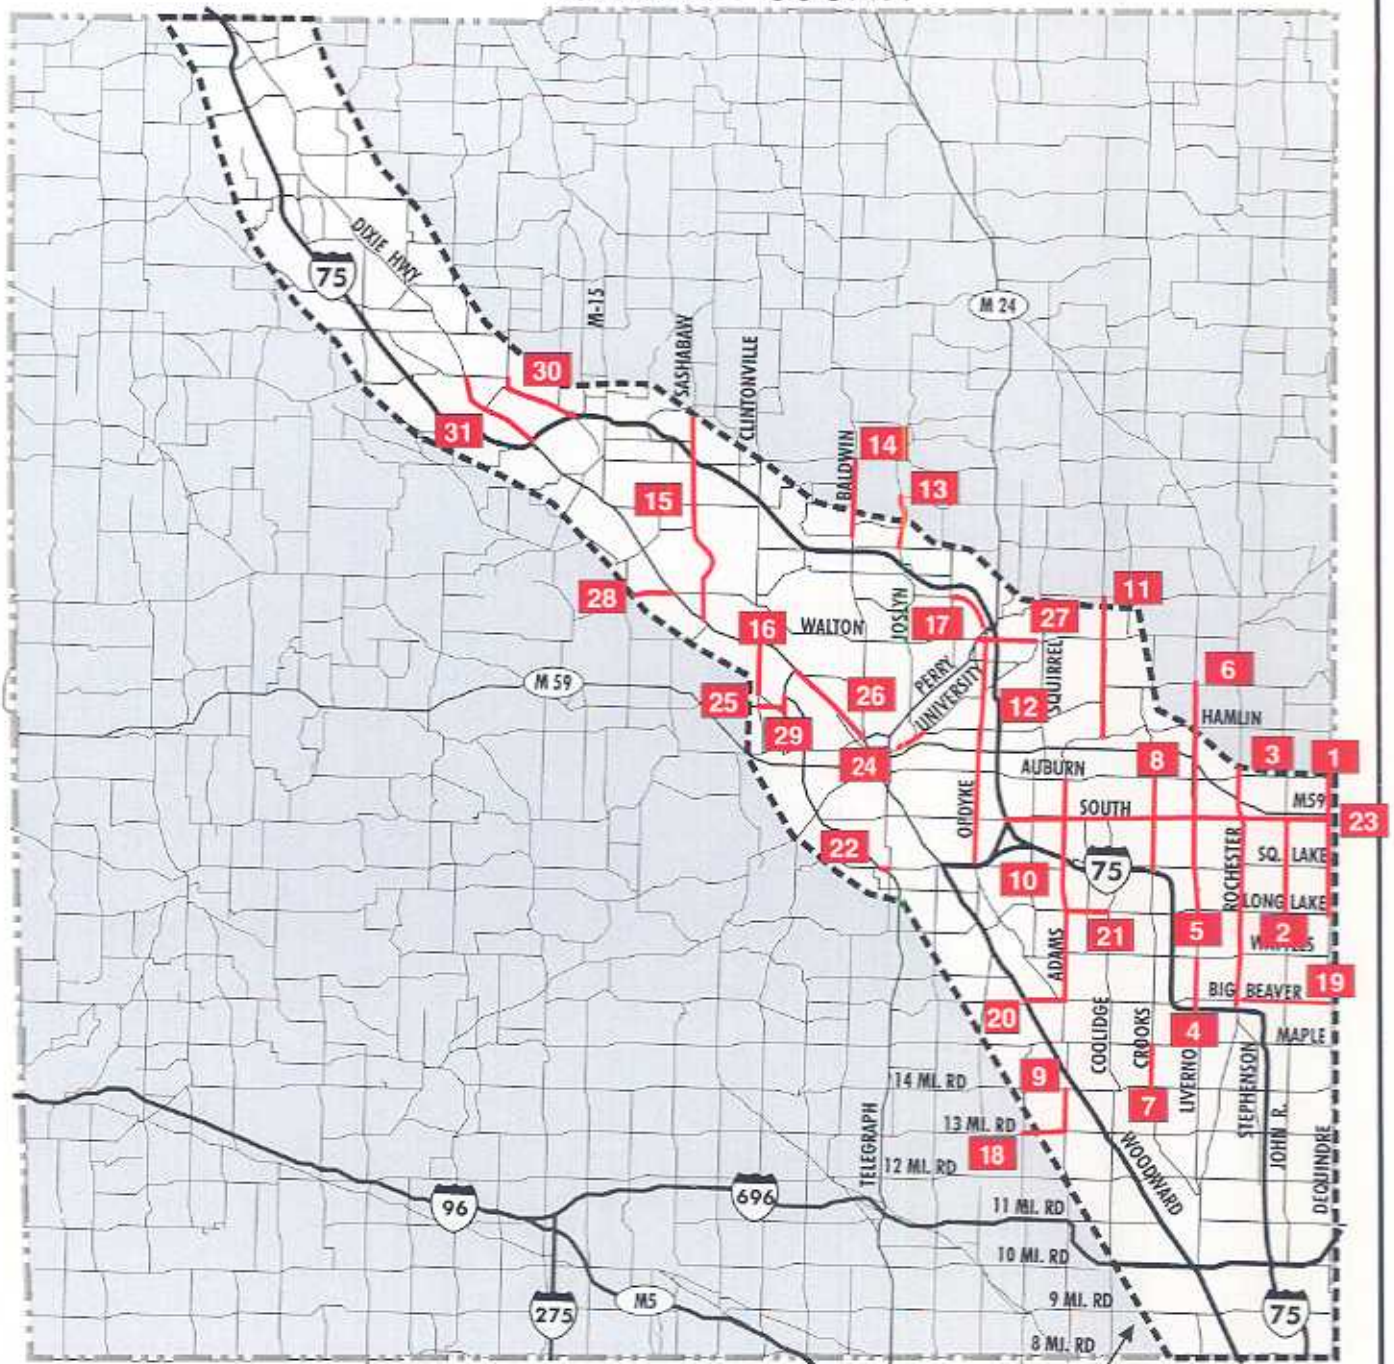 75
DIXIE HWY
M-15
M 24
SASHABAW
CLINTONVILLE
30
31
BALDWIN
14
13
15
28
16
WALTON
JOSLYN
17
27
11
M 59
25
26
PERRY
UNIVERSITY
SQUIRREL
12
6
HAMLIN
29
24
AUBURN
8
3
1
OPDYKE
SOUTH
M59
23
22
10
75
ROCHESTER
SQ. LAKE
LONG LAKE
ADAMS
21
5
2
19
BIG BEAVER
20
COOLIDGE
CROOKS
4
MAPLE
9
14 MI. RD
7
STEPHENSON
JOHN R.
TELEGRAPH
13 MI. RD
18
12 MI. RD
WOODWARD
DEQUINDRE
96
696
11 MI. RD
10 MI. RD
275
M5
9 MI. RD
75
8 MI. RD